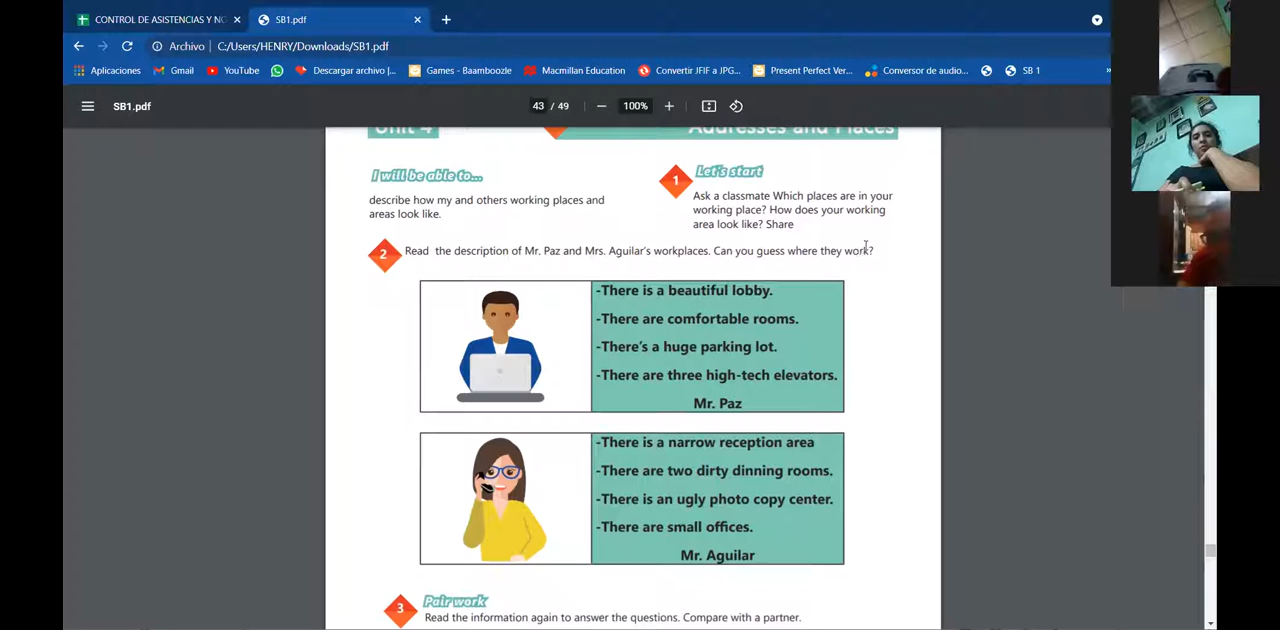 CONTROL DE ASISTENCIAS Y NO
SB1.pdf
Archivo
C:/Users/HENRY/Downloads/SB1.pdf
Aplicaciones
Gmail
YouTube
Descargar archivo |...
Games - Baamboozle
Macmillan Education
Convertir JFIF a JPG...
Present Perfect Ver...
Conversor de audio...
SB 1
»
SB1.pdf
43 / 49
100%
Unit 4
Addresses and Places
I will be able to...
describe how my and others working places and
areas look like.
1
Let's start
Ask a classmate Which places are in your
working place? How does your working
area look like? Share
2
Read the description of Mr. Paz and Mrs. Aguilar's workplaces. Can you guess where they work?
-There is a beautiful lobby.
-There are comfortable rooms.
-There's a huge parking lot.
-There are three high-tech elevators.
Mr. Paz
-There is a narrow reception area
-There are two dirty dinning rooms.
-There is an ugly photo copy center.
-There are small offices.
Mr. Aguilar
3
Pair work
Read the information again to answer the questions. Compare with a partner.